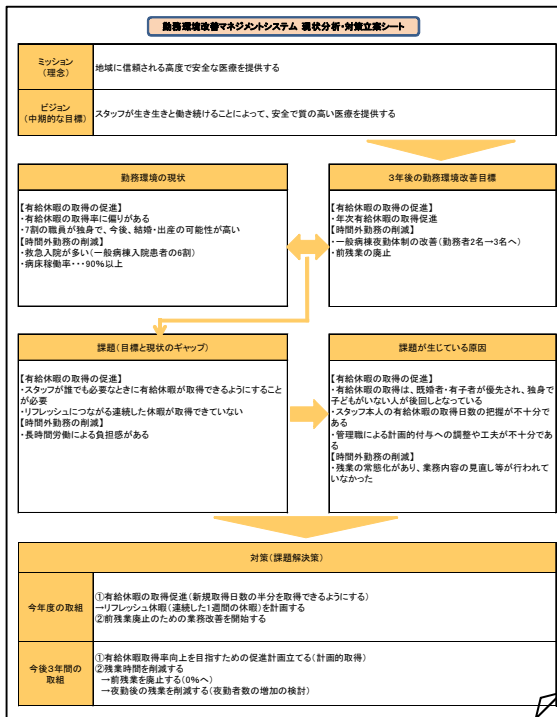 勤務環境改善マネジメントシステム 現状分析・対策立案シート
ミッション
(理念)
地域に信頼される高度で安全な医療を提供する
ビジョン
(中期的な目標)
スタッフが生き生きと働き続けることによって、安全で質の高い医療を提供する
勤務環境の現状
【有給休暇の取得の促進】
・有給休暇の取得率に偏りがある
・7割の職員が独身で、今後、結婚・出産の可能性が高い
【時間外勤務の削減】
・救急入院が多い(一般病棟入院患者の6割)
・病床稼働率・・・90%以上
3年後の勤務環境改善目標
【有給休暇の取得の促進】
・年次有給休暇の取得促進
【時間外勤務の削減】
・一般病棟夜勤体制の改善(勤務者2名→3名へ)
・前残業の廃止
課題(目標と現状のギャップ)
【有給休暇の取得の促進】
・スタッフが誰でも必要なときに有給休暇が取得できるようにすること
が必要
・リフレッシュにつながる連続した休暇が取得できていない
【時間外勤務の削減】
・長時間労働による負担感がある
課題が生じている原因
【有給休暇の取得の促進】
・有給休暇の取得は、既婚者・有子者が優先され、独身で
子どもがいない人が後回しとなっている
・スタッフ本人の有給休暇の取得日数の把握が不十分で
ある
・管理職による計画的付与への調整や工夫が不十分であ
る
【時間外勤務の削減】
・残業の常態化があり、業務内容の見直し等が行われて
いなかった
対策(課題解決策)
今年度の取組
①有給休暇の取得促進(新規取得日数の半分を取得できるようにする)
→リフレッシュ休暇(連続した1週間の休暇)を計画する
②前残業廃止のための業務改善を開始する
今後3年間の
取組
①有給休暇取得率向上を目指すための促進計画立てる(計画的取得)
②残業時間を削減する
→前残業を廃止する(0%へ)
→夜勤後の残業を削減する(夜勤者数の増加の検討)